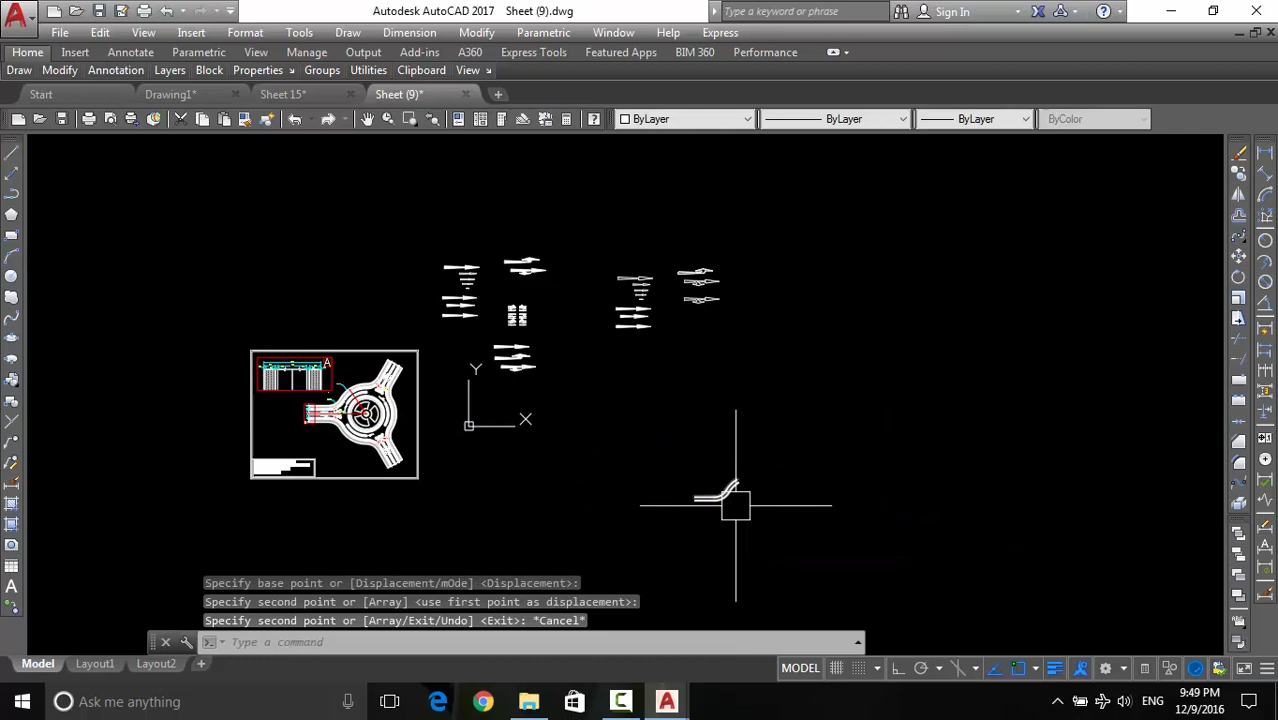 Autodesk AutoCAD 2017 Sheet (9).dwg
Type a keyword or phrase
Sign In
File Edit View Insert Format Tools Draw Dimension Modify Parametric Window Help Express
Home Insert Annotate Parametric View Manage Output Add-ins A360 Express Tools Featured Apps BIM 360 Performance
Draw Modify Annotation Layers Block Properties Groups Utilities Clipboard View
Start Drawing1* Sheet 15* Sheet (9)*
ByLayer ByLayer ByLayer ByColor
A
Y
X
Specify base point or [Displacement/mOde] <Displacement>:
Specify second point or [Array] <use first point as displacement>:
Specify second point or [Array/Exit/Undo] <Exit>: *Cancel*
Type a command
Model Layout1 Layout2 +
MODEL
Ask me anything
ENG
9:49 PM
12/9/2016